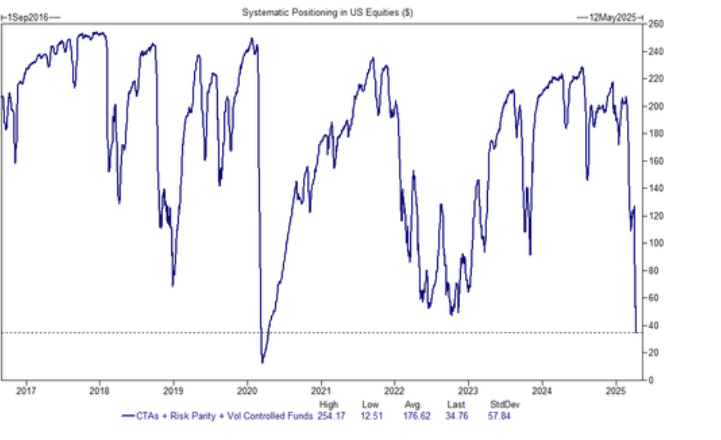 Systematic Positioning in US Equities ($)
1Sep2016
12May2025
260
240
220
200
180
160
140
120
100
80
60
40
20
0
2017 2018 2019 2020 2021 2022 2023 2024 2025
High Low Avg. Last StdDev
CTAs + Risk Parity + Vol Controlled Funds 254.17 12.51 176.62 34.76 57.84